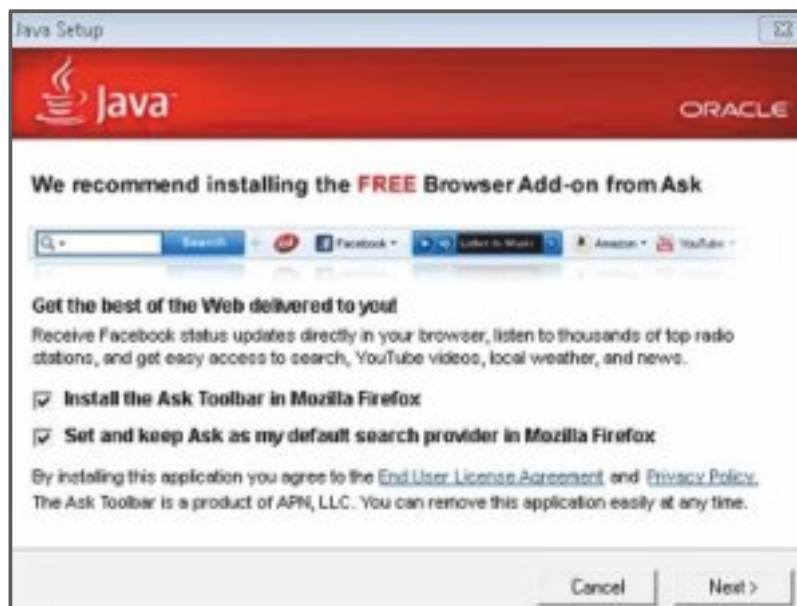 Java Setup
Java
ORACLE
We recommend installing the FREE Browser Add-on from Ask
Search Facebook Listen to Music Amazon YouTube
Get the best of the Web delivered to you!
Receive Facebook status updates directly in your browser, listen to thousands of top radio
stations, and get easy access to search, YouTube videos, local weather, and news.
Install the Ask Toolbar in Mozilla Firefox
Set and keep Ask as my default search provider in Mozilla Firefox
By installing this application you agree to the End User License Agreement and Privacy Policy.
The Ask Toolbar is a product of APN, LLC. You can remove this application easily at any time.
Cancel Next >